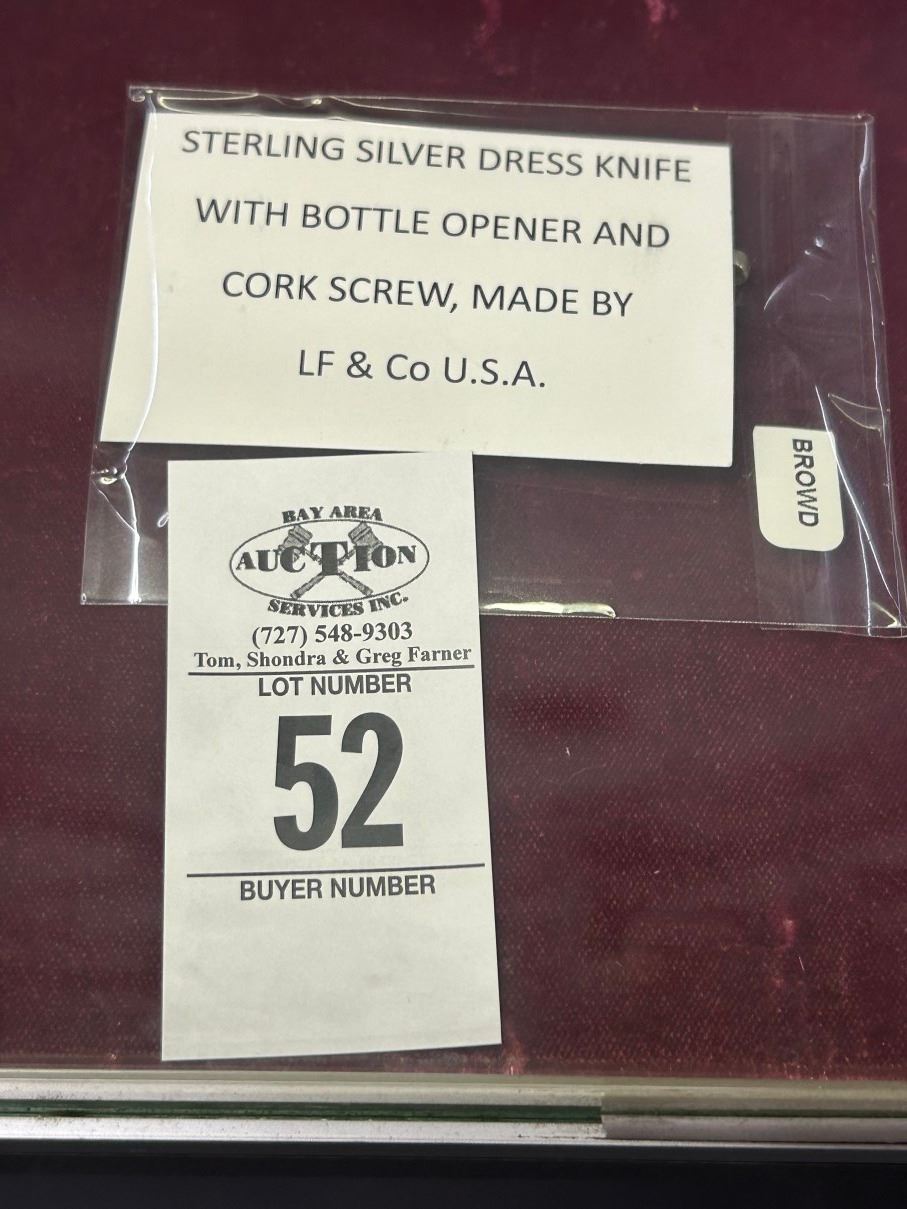 STERLING SILVER DRESS KNIFE
WITH BOTTLE OPENER AND
CORK SCREW, MADE BY
LF & Co U.S.A.
BROWD
BAY AREA
AUCTION
SERVICES INC.
(727) 548-9303
Tom, Shondra & Greg Farner
LOT NUMBER
52
BUYER NUMBER